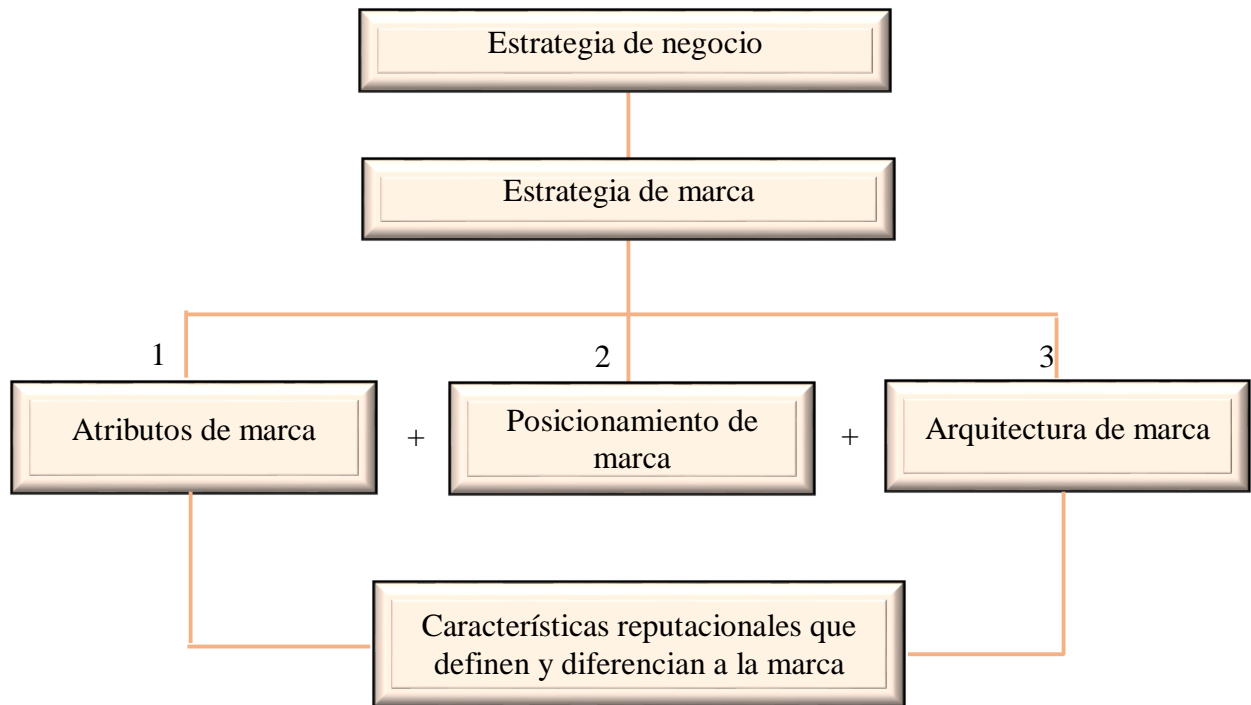 Estrategia de negocio
Estrategia de marca
1
2
3
Atributos de marca
+
Posicionamiento de
marca
+
Arquitectura de marca
Características reputacionales que
definen y diferencian a la marca